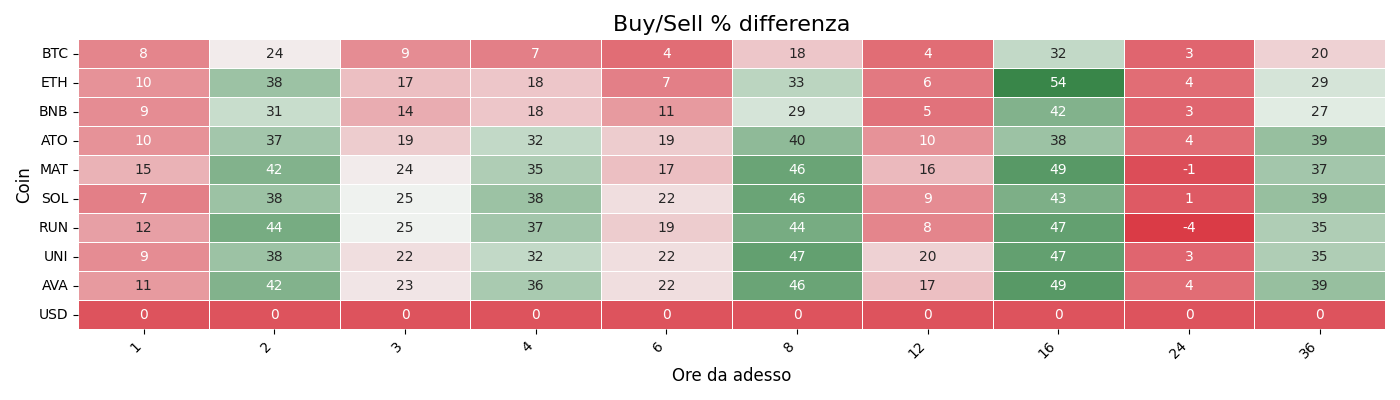 Buy/Sell % differenza
Coin
BTC 8 24 9 7 4 18 4 32 3 20
ETH 10 38 17 18 7 33 6 54 4 29
BNB 9 31 14 18 11 29 5 42 3 27
ATO 10 37 19 32 19 40 10 38 4 39
MAT 15 42 24 35 17 46 16 49 -1 37
SOL 7 38 25 38 22 46 9 43 1 39
RUN 12 44 25 37 19 44 8 47 -4 35
UNI 9 38 22 32 22 47 20 47 3 35
AVA 11 42 23 36 22 46 17 49 4 39
USD 0 0 0 0 0 0 0 0 0 0
1 2 3 4 6 8 12 16 24 36
Ore da adesso